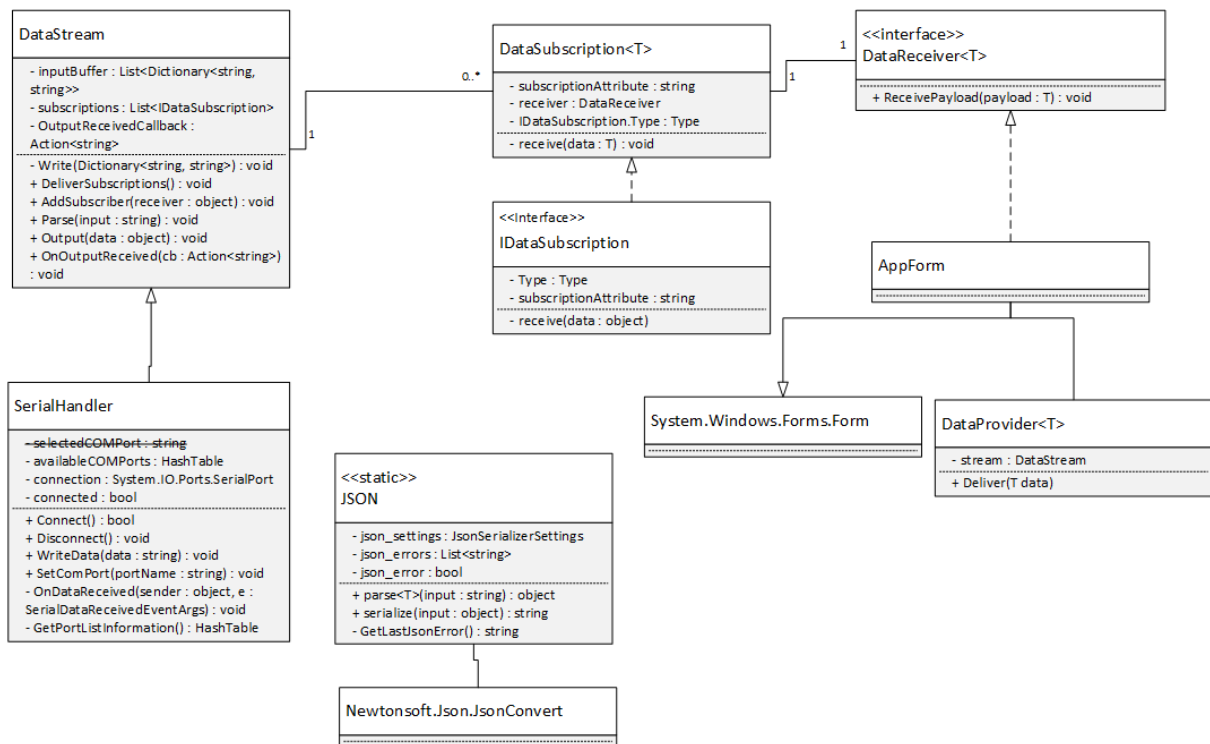 DataStream
- inputBuffer : List<Dictionary<string,
string>>
- subscriptions : List<IDataSubscription>
- OutputReceivedCallback :
Action<string>
- Write(Dictionary<string, string>) : void
+ DeliverSubscriptions() : void
+ AddSubscriber(receiver : object) : void
+ Parse(input : string) : void
+ Output(data : object) : void
+ OnOutputReceived(cb : Action<string>)
: void
1
0..*
DataSubscription<T>
- subscriptionAttribute : string
- receiver : DataReceiver
- IDataSubscription.Type : Type
- receive(data : T) : void
1
1
<<interface>>
DataReceiver<T>
+ ReceivePayload(payload : T) : void
<<Interface>>
IDataSubscription
- Type : Type
- subscriptionAttribute : string
- receive(data : object)
AppForm
SerialHandler
- selectedCOMPort : string
- availableCOMPorts : HashTable
- connection : System.IO.Ports.SerialPort
- connected : bool
+ Connect() : bool
+ Disconnect() : void
+ WriteData(data : string) : void
+ SetComPort(portName : string) : void
- OnDataReceived(sender : object, e :
SerialDataReceivedEventArgs) : void
- GetPortListInformation() : HashTable
System.Windows.Forms.Form
DataProvider<T>
- stream : DataStream
+ Deliver(T data)
<<static>>
JSON
- json_settings : JsonSerializerSettings
- json_errors : List<string>
- json_error : bool
+ parse<T>(input : string) : object
+ serialize(input : object) : string
- GetLastJsonError() : string
Newtonsoft.Json.JsonConvert